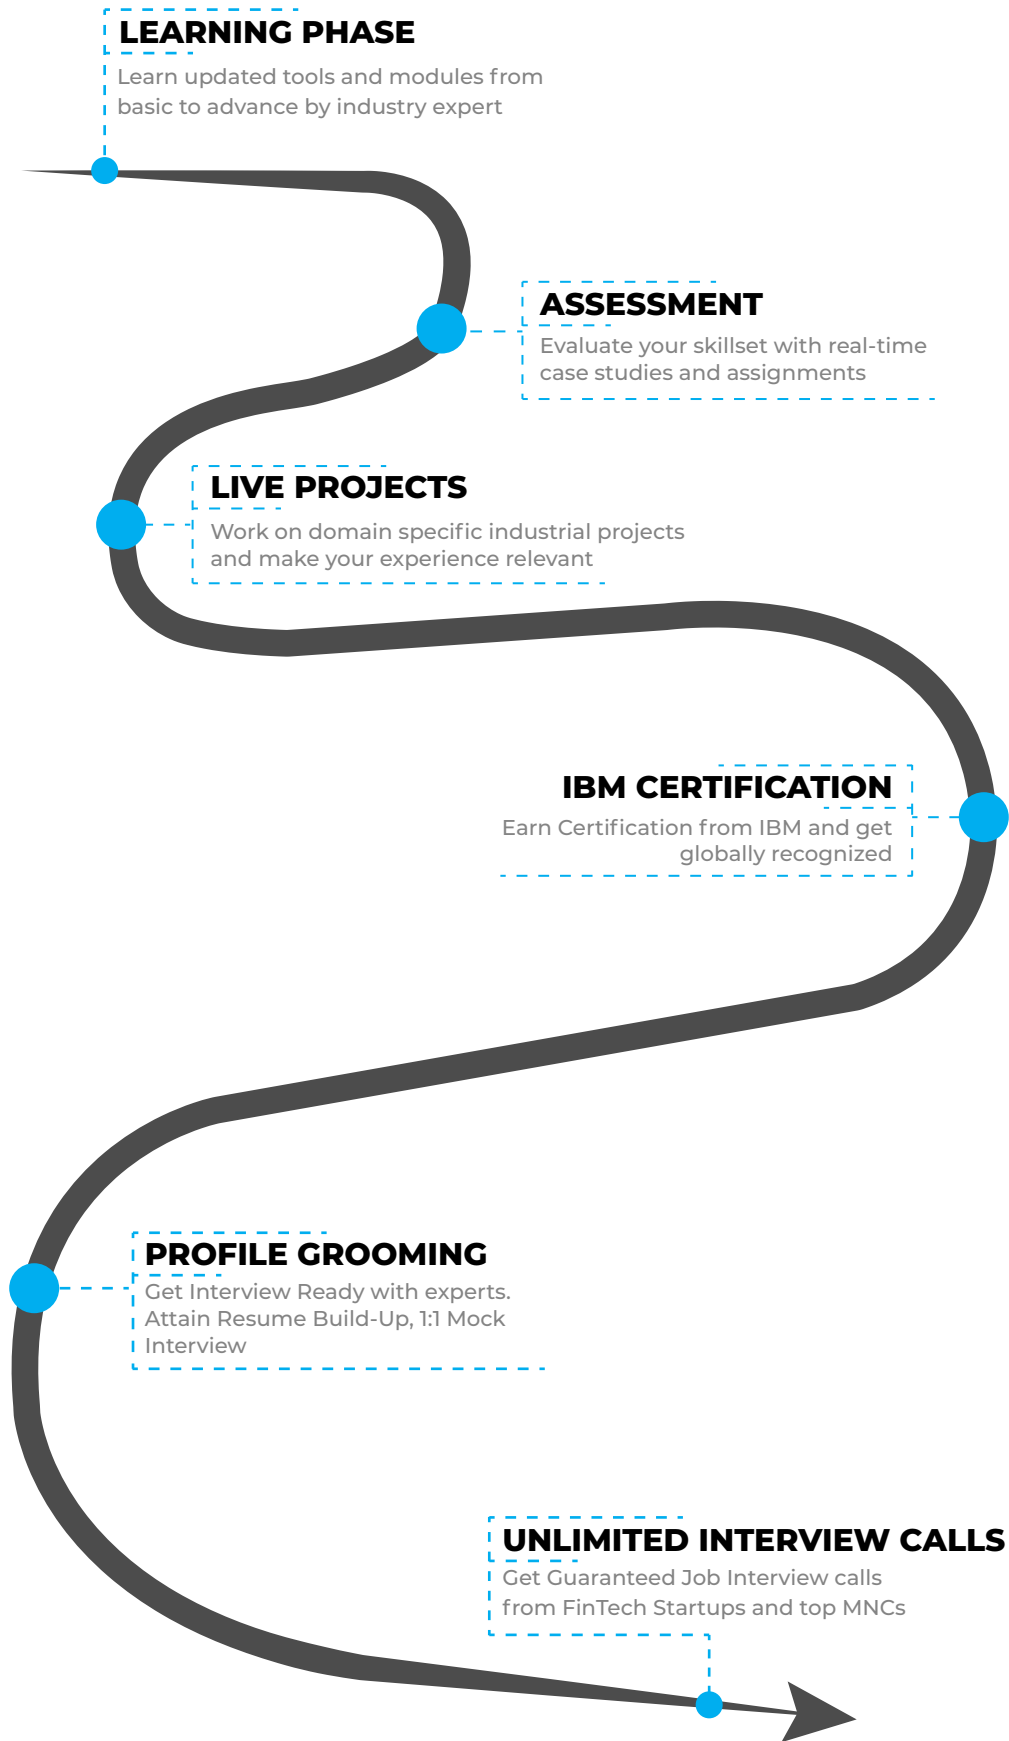 LEARNING PHASE
Learn updated tools and modules from
basic to advance by industry expert
ASSESSMENT
Evaluate your skillset with real-time
case studies and assignments
LIVE PROJECTS
Work on domain specific industrial projects
and make your experience relevant
IBM CERTIFICATION
Earn Certification from IBM and get
globally recognized
PROFILE GROOMING
Get Interview Ready with experts.
Attain Resume Build-Up, 1:1 Mock
Interview
UNLIMITED INTERVIEW CALLS
Get Guaranteed Job Interview calls
from FinTech Startups and top MNCs